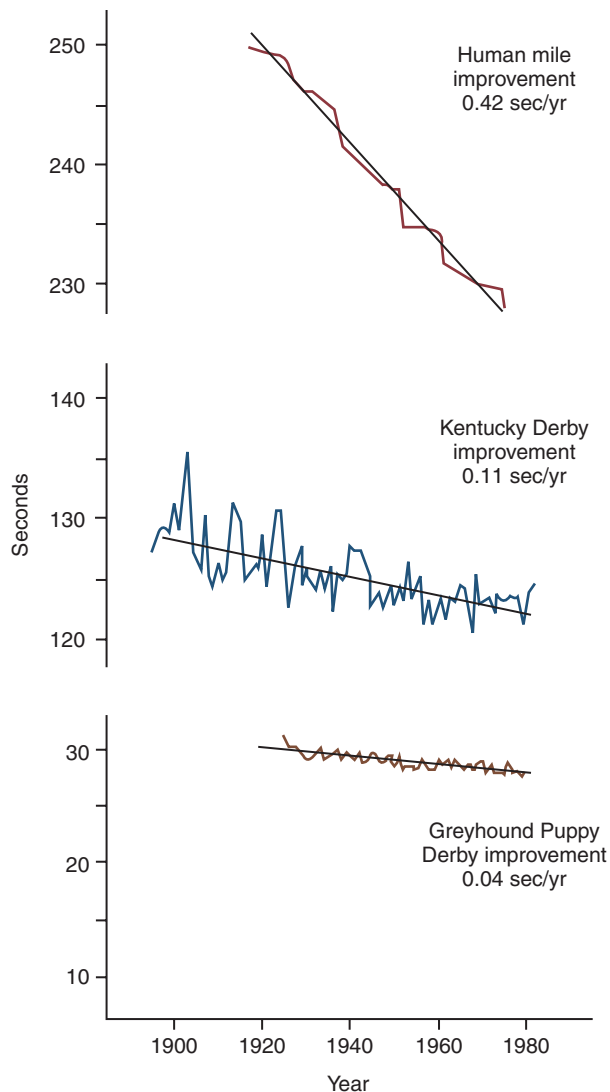 250
240
230
Human mile
improvement
0.42 sec/yr
140
130
120
Kentucky Derby
improvement
0.11 sec/yr
Seconds
30
20
10
Greyhound Puppy
Derby improvement
0.04 sec/yr
1900 1920 1940 1960 1980
Year